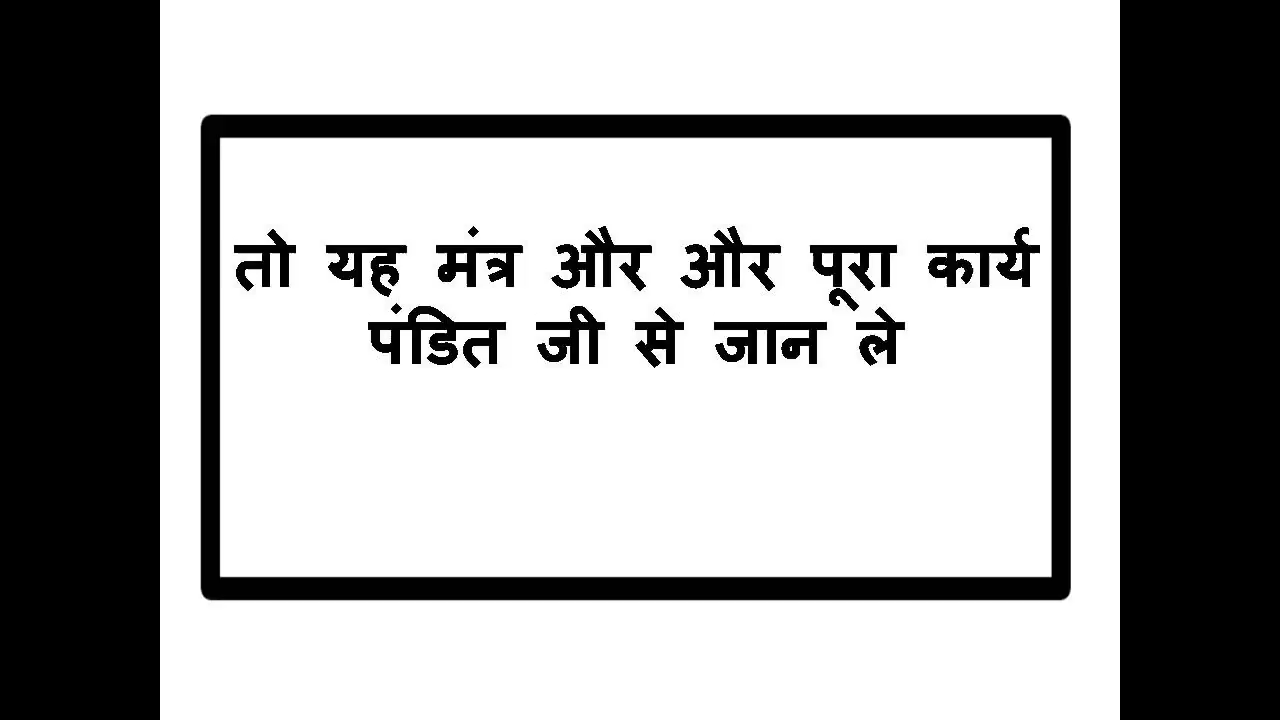 तो यह मंत्र और और पूरा कार्य
पंडित जी से जान ले